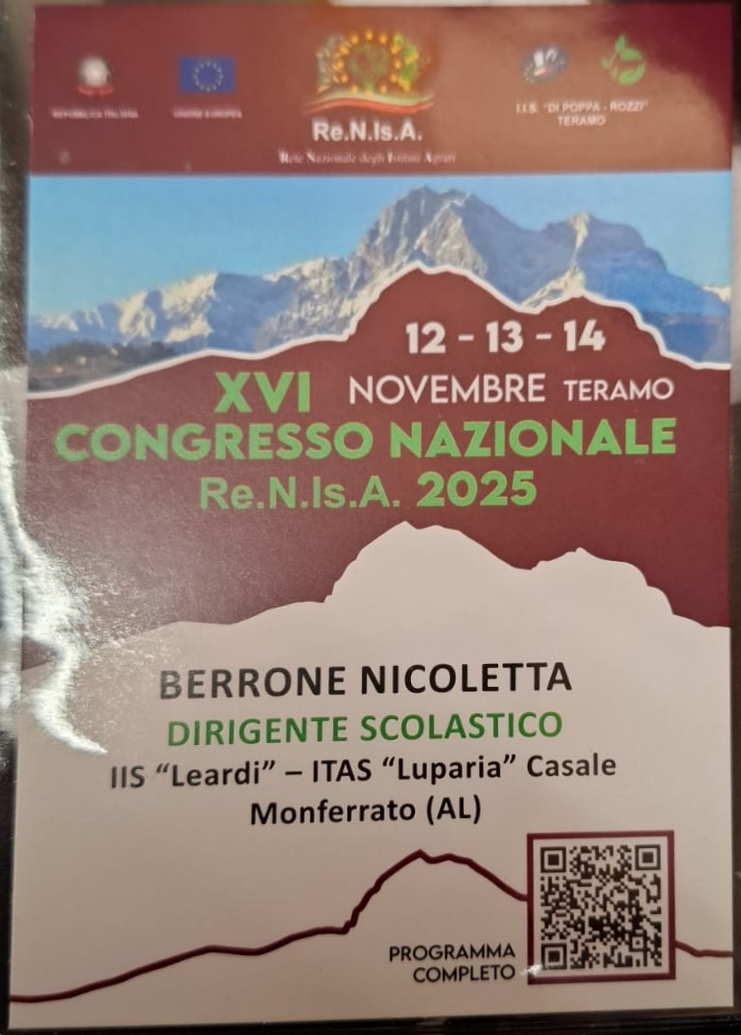 REPUBBLICA ITALIANA
UNIONE EUROPEA
Re.N.Is.A.
Rete Nazionale degli Istituti Agrari
I.I.S. "DI POPPA - ROZZI"
TERAMO
12 - 13 - 14
XVI NOVEMBRE TERAMO
CONGRESSO NAZIONALE
Re.N.Is.A. 2025
BERRONE NICOLETTA
DIRIGENTE SCOLASTICO
IIS “Leardi” – ITAS “Luparia” Casale
Monferrato (AL)
PROGRAMMA
COMPLETO